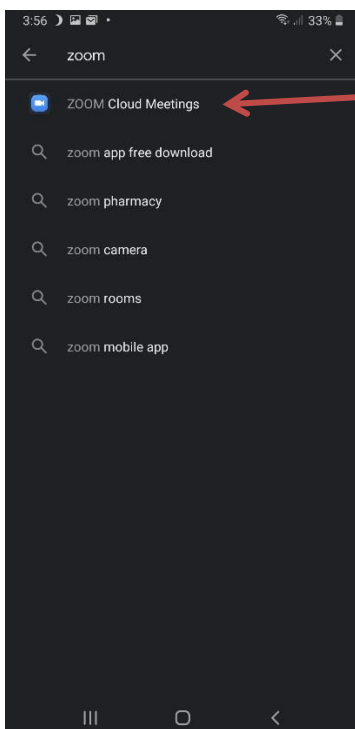 3:56 33%
zoom
ZOOM Cloud Meetings
zoom app free download
zoom pharmacy
zoom camera
zoom rooms
zoom mobile app